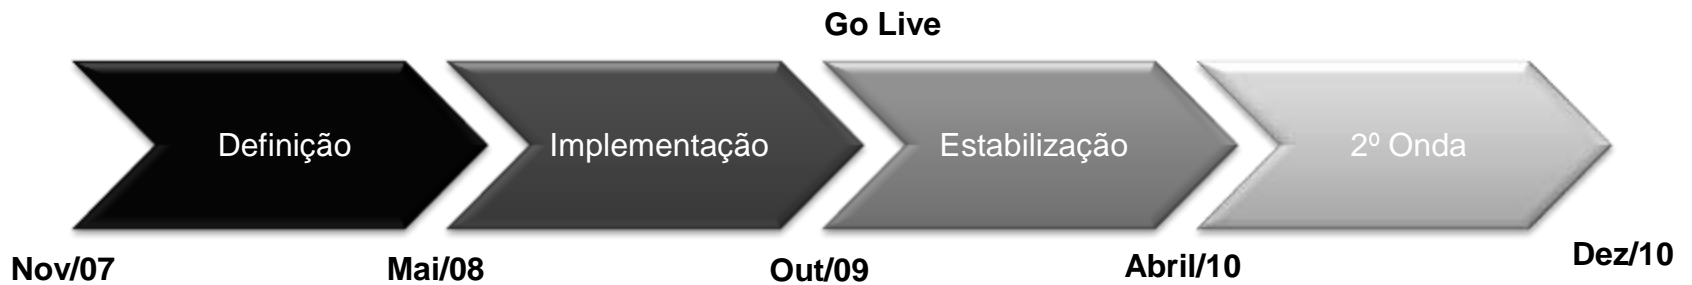 Go Live
Definição
Implementação
Estabilização
2º Onda
Nov/07
Mai/08
Out/09
Abril/10
Dez/10